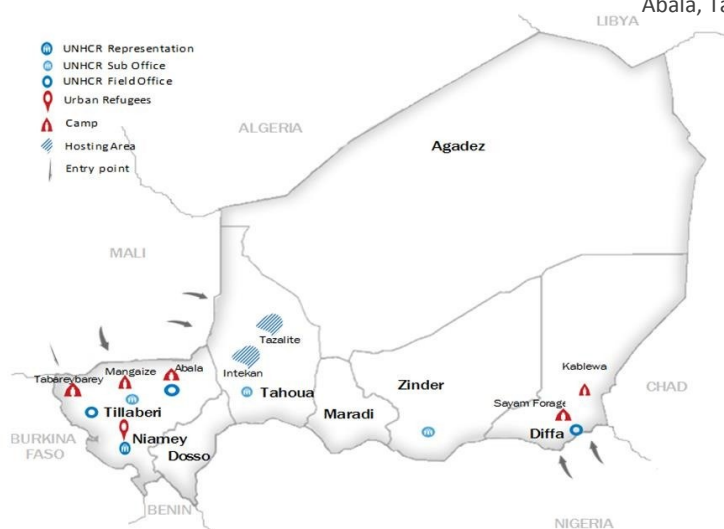 Abala, Ta
LIBYA
UNHCR Representation
UNHCR Sub Office
UNHCR Field Office
Urban Refugees
Camp
Hosting Area
Entry point
ALGERIA
Agadez
MALI
Tazalite
Intekan
Tabareybarey
Mangaize
Abala
Kablewa
CHAD
Tahoua
Zinder
Maradi
Sayam Forage
Tillaberi
Diffa
Niamey
BURKINA
FASO
Dosso
BENIN
NIGERIA